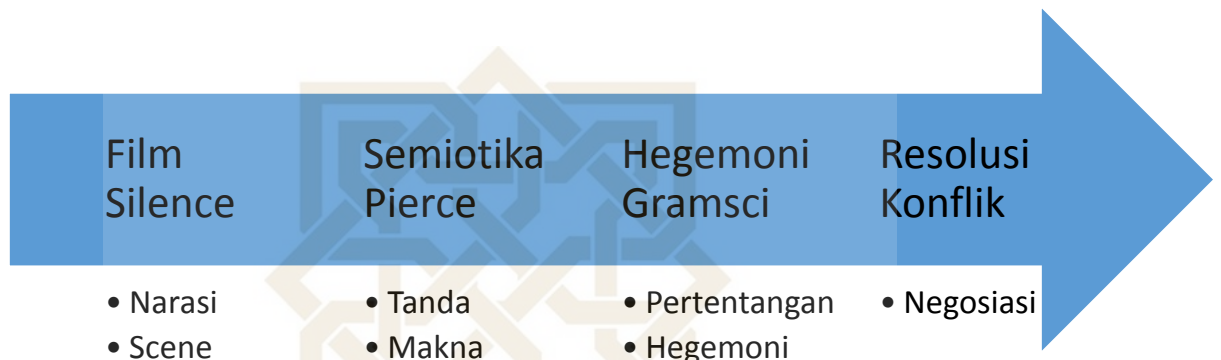 Film
Silence
Semiotika
Pierce
Hegemoni
Gramsci
Resolusi
Konflik
• Narasi
• Scene
• Tanda
• Makna
• Pertentangan
• Hegemoni
• Negosiasi